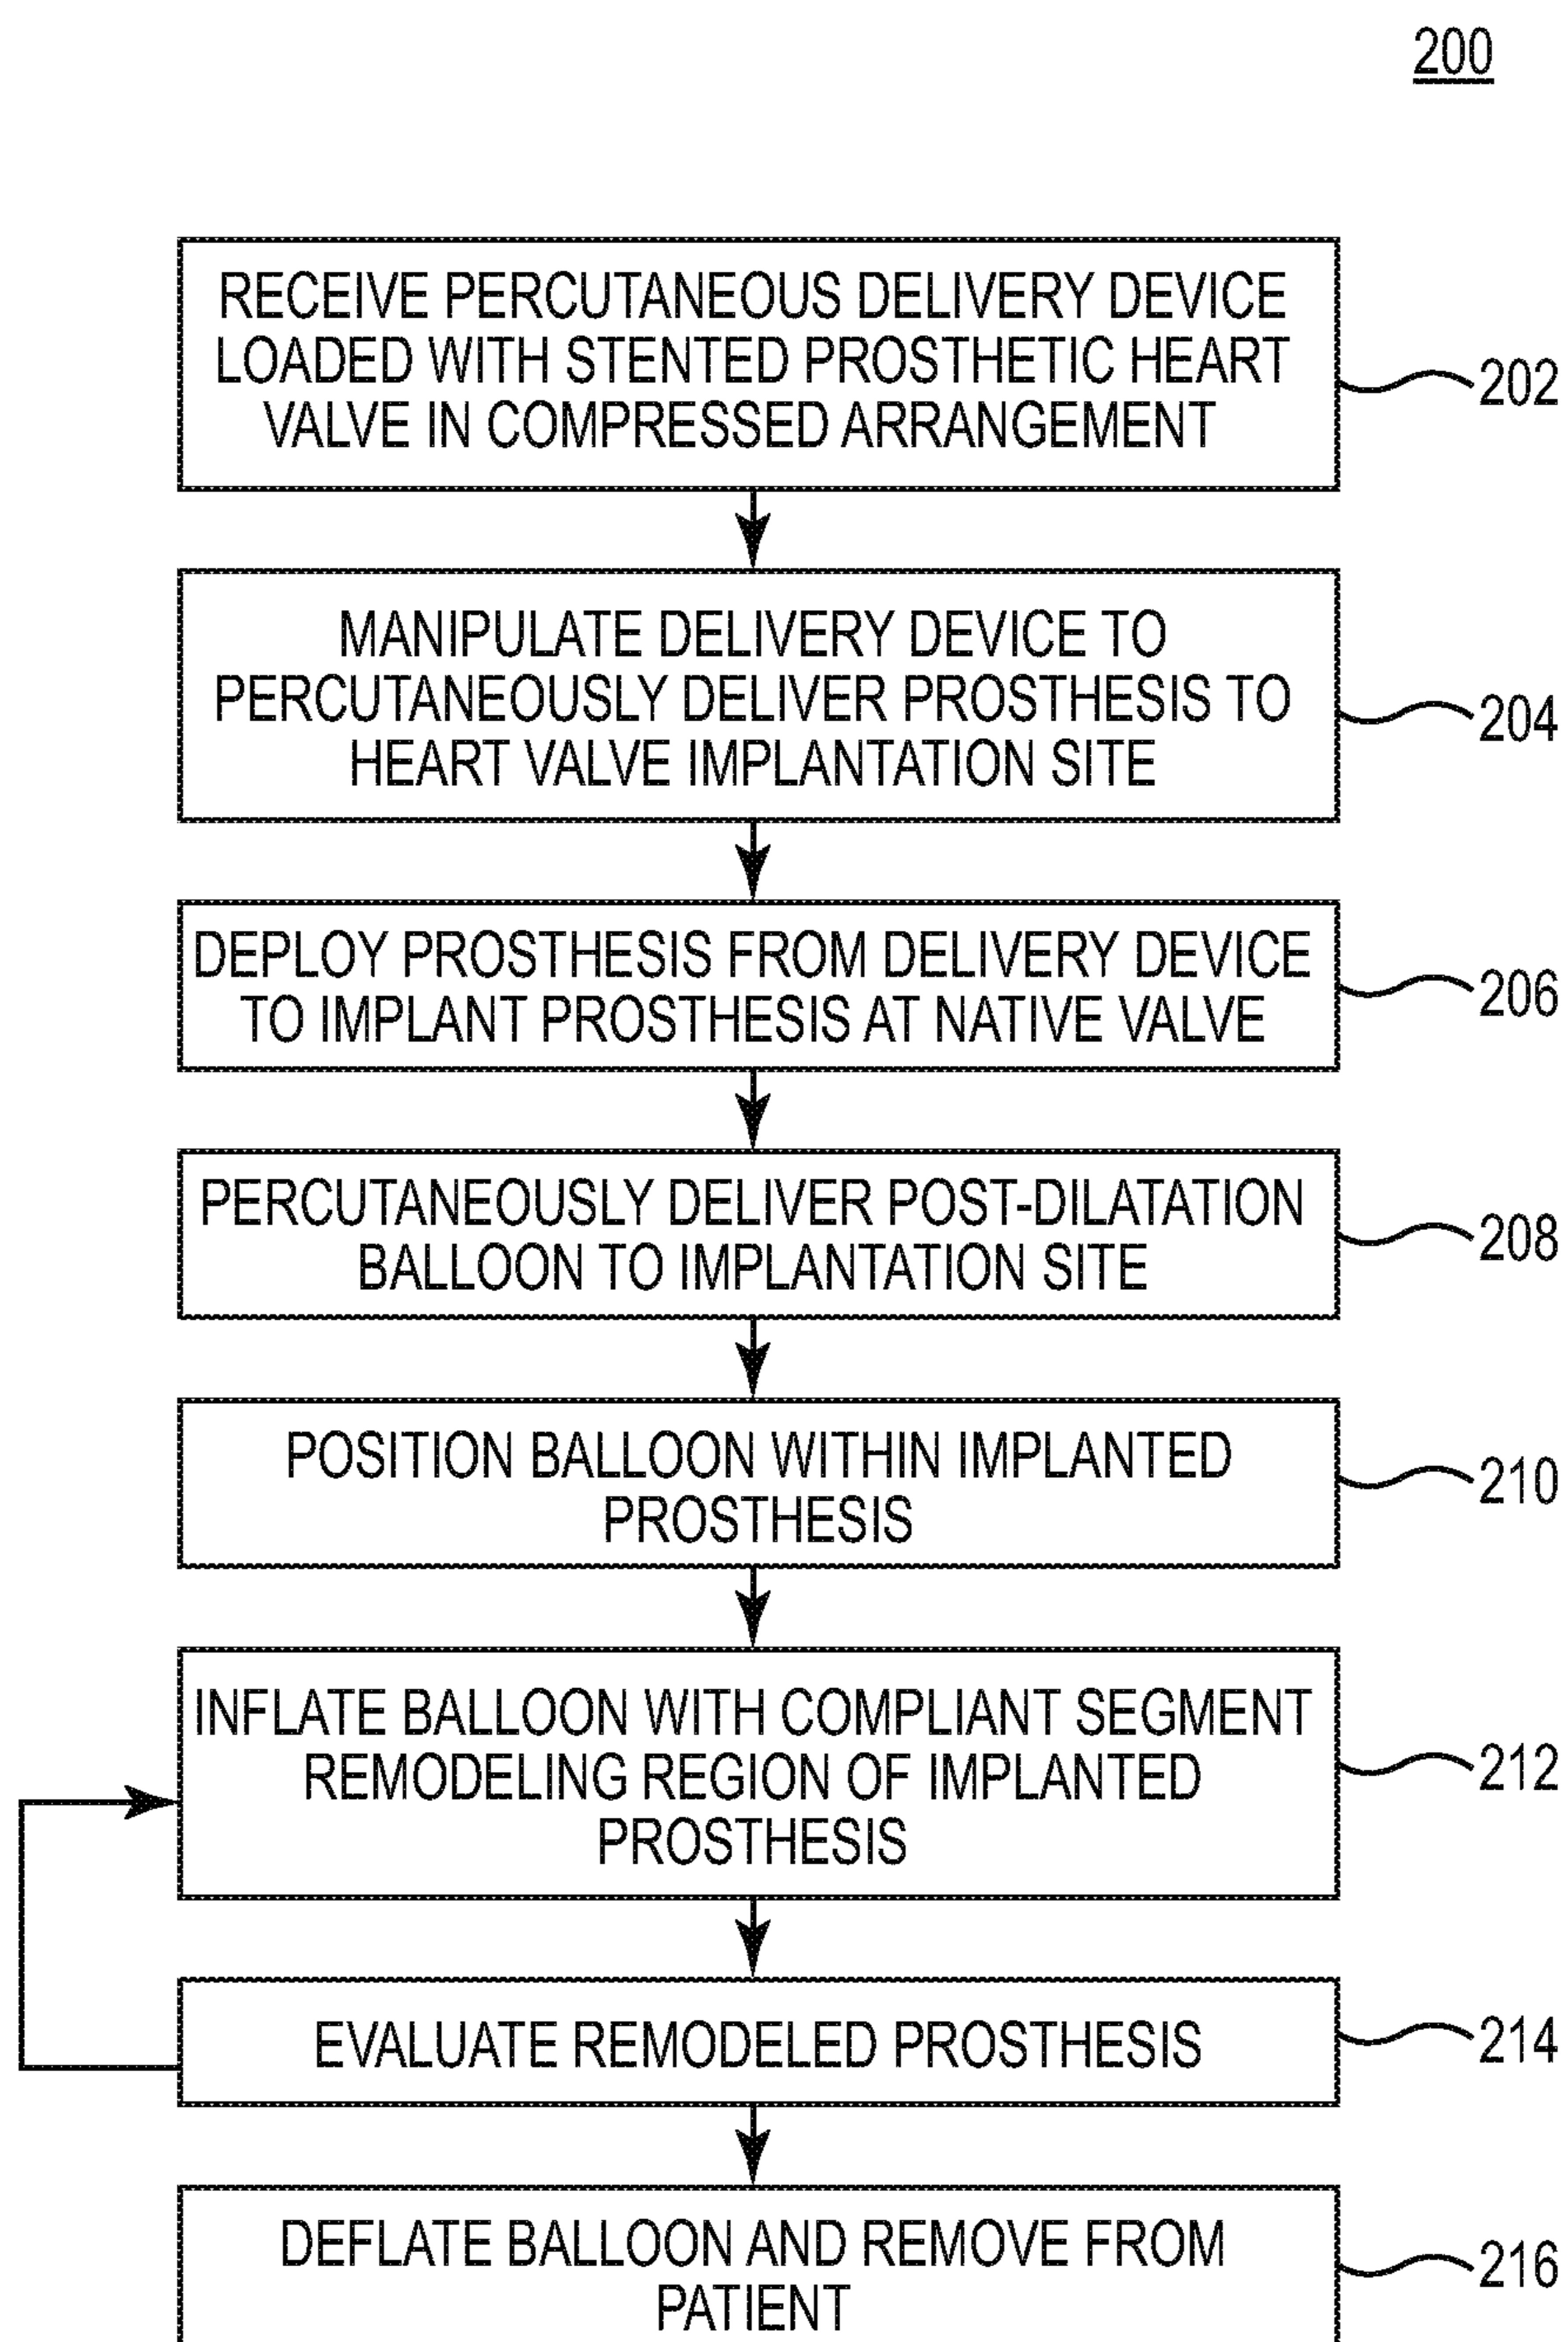 200
RECEIVE PERCUTANEOUS DELIVERY DEVICE
LOADED WITH STENTED PROSTHETIC HEART
VALVE IN COMPRESSED ARRANGEMENT
202
MANIPULATE DELIVERY DEVICE TO
PERCUTANEOUSLY DELIVER PROSTHESIS TO
HEART VALVE IMPLANTATION SITE
204
DEPLOY PROSTHESIS FROM DELIVERY DEVICE
TO IMPLANT PROSTHESIS AT NATIVE VALVE
206
PERCUTANEOUSLY DELIVER POST-DILATATION
BALLOON TO IMPLANTATION SITE
208
POSITION BALLOON WITHIN IMPLANTED
PROSTHESIS
210
INFLATE BALLOON WITH COMPLIANT SEGMENT
REMODELING REGION OF IMPLANTED
PROSTHESIS
212
EVALUATE REMODELED PROSTHESIS
214
DEFLATE BALLOON AND REMOVE FROM
PATIENT
216